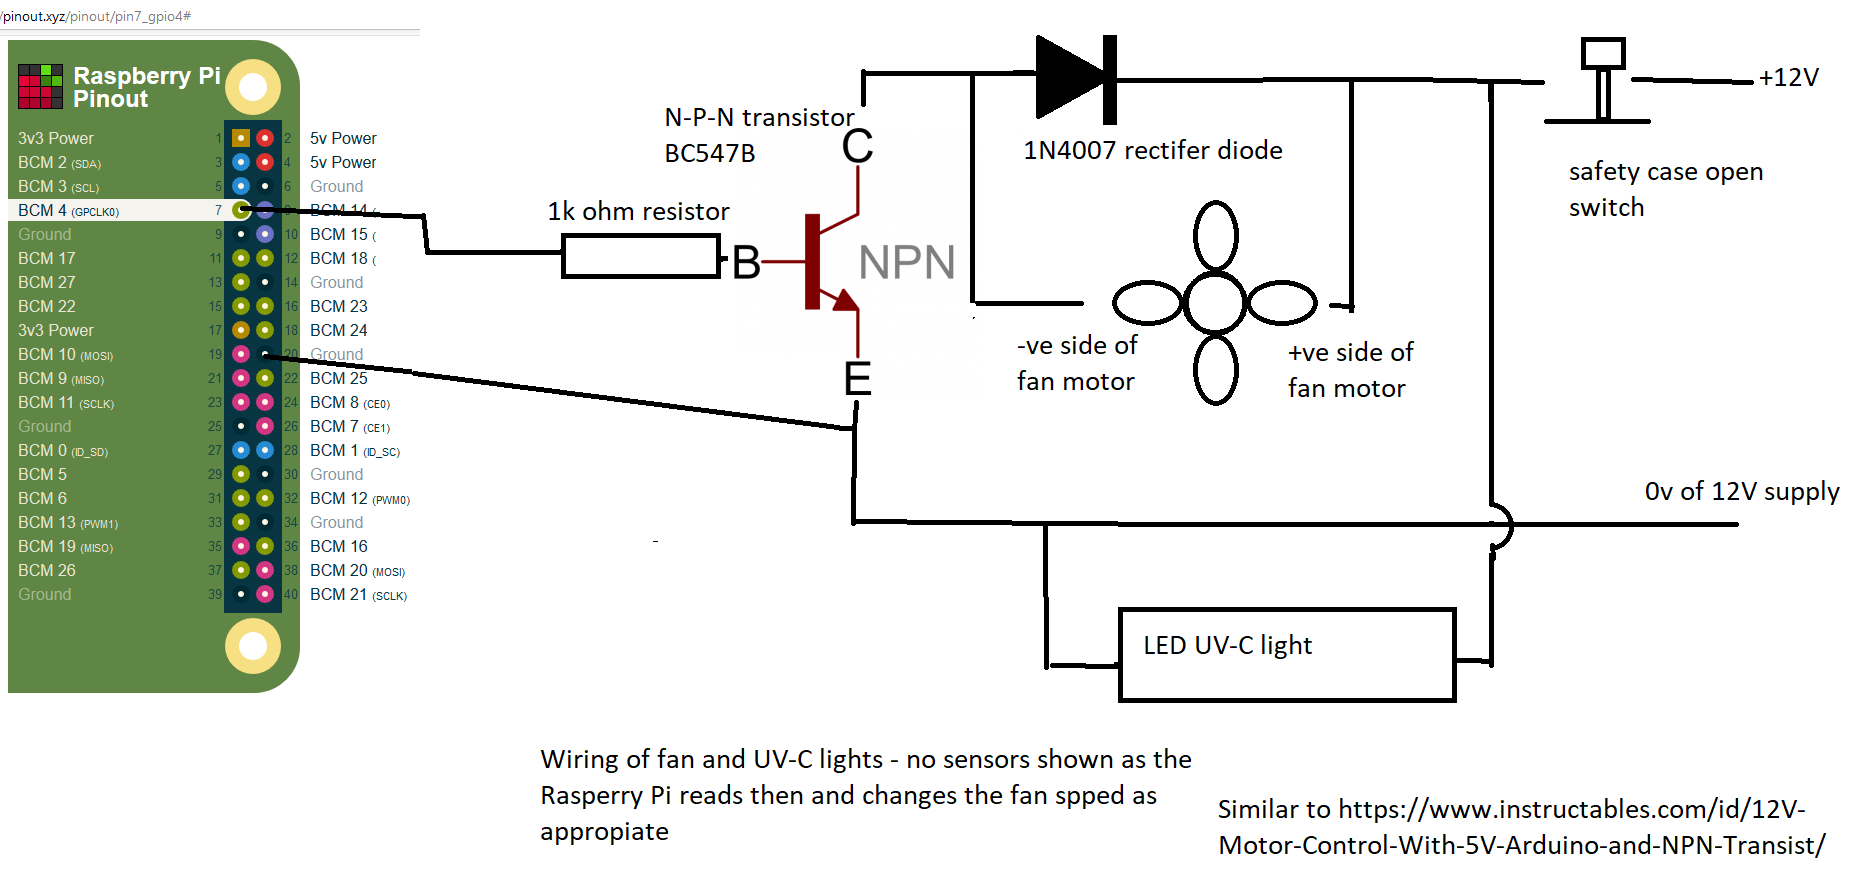 /pinout.xyz/pinout/pin7_gpio4#
Raspberry Pi
Pinout
3v3 Power 1 2 5v Power
BCM 2 (SDA) 3 4 5v Power
BCM 3 (SCL) 5 6 Ground
BCM 4 (GPCLK0) 7 8 BCM 14 (
Ground 9 10 BCM 15 (
BCM 17 11 12 BCM 18 (
BCM 27 13 14 Ground
BCM 22 15 16 BCM 23
3v3 Power 17 18 BCM 24
BCM 10 (MOSI) 19 20 Ground
BCM 9 (MISO) 21 22 BCM 25
BCM 11 (SCLK) 23 24 BCM 8 (CE0)
Ground 25 26 BCM 7 (CE1)
BCM 0 (ID_SD) 27 28 BCM 1 (ID_SC)
BCM 5 29 30 Ground
BCM 6 31 32 BCM 12 (PWM0)
BCM 13 (PWM1) 33 34 Ground
BCM 19 (MISO) 35 36 BCM 16
BCM 26 37 38 BCM 20 (MOSI)
Ground 39 40 BCM 21 (SCLK)
N-P-N transistor
BC547B
C
1k ohm resistor
B
NPN
E
1N4007 rectifer diode
+12V
safety case open
switch
-ve side of
fan motor
+ve side of
fan motor
0v of 12V supply
LED UV-C light
Wiring of fan and UV-C lights - no sensors shown as the
Rasperry Pi reads then and changes the fan spped as
appropiate
Similar to https://www.instructables.com/id/12V-
Motor-Control-With-5V-Arduino-and-NPN-Transist/